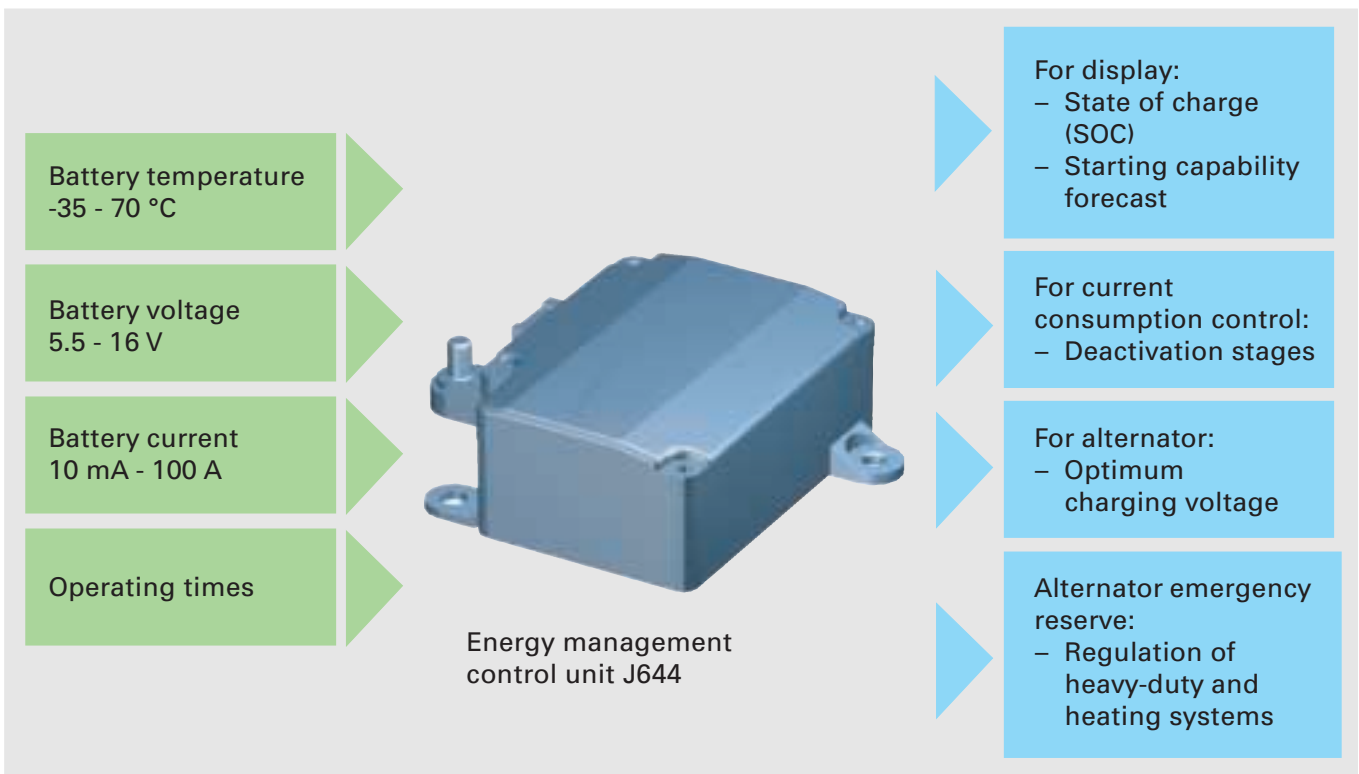 Battery temperature
-35 - 70 °C
Battery voltage
5.5 - 16 V
Battery current
10 mA - 100 A
Operating times
Energy management
control unit J644
For display:
– State of charge
(SOC)
– Starting capability
forecast
For current
consumption control:
– Deactivation stages
For alternator:
– Optimum
charging voltage
Alternator emergency
reserve:
– Regulation of
heavy-duty and
heating systems